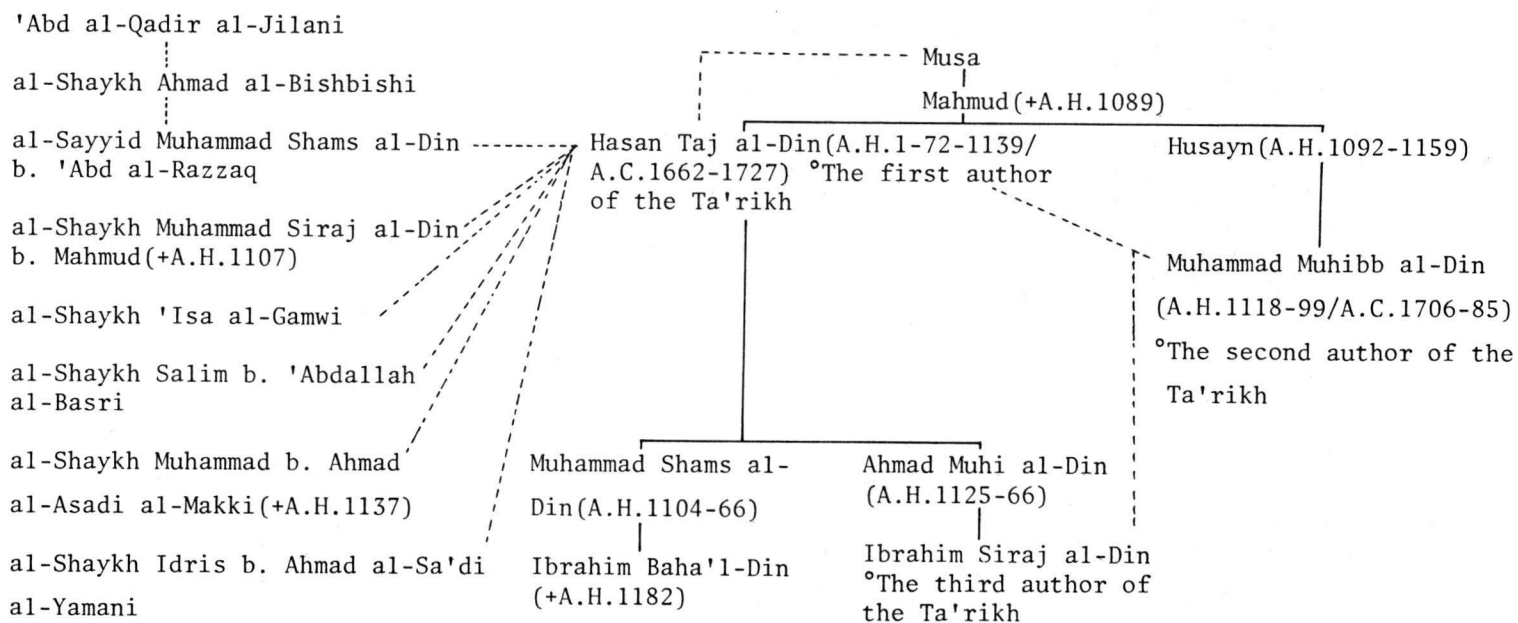 'Abd al-Qadir al-Jilani
al-Shaykh Ahmad al-Bishbishi
al-Sayyid Muhammad Shams al-Din
b. 'Abd al-Razzaq
al-Shaykh Muhammad Siraj al-Din
b. Mahmud(+A.H.1107)
al-Shaykh 'Isa al-Gamwi
al-Shaykh Salim b. 'Abdallah
al-Basri
al-Shaykh Muhammad b. Ahmad
al-Asadi al-Makki(+A.H.1137)
al-Shaykh Idris b. Ahmad al-Sa'di
al-Yamani
Musa
Mahmud(+A.H.1089)
Hasan Taj al-Din(A.H.1-72-1139/
A.C.1662-1727) °The first author
of the Ta'rikh
Husayn(A.H.1092-1159)
Muhammad Muhibb al-Din
(A.H.1118-99/A.C.1706-85)
°The second author of the
Ta'rikh
Muhammad Shams al-
Din(A.H.1104-66)
Ibrahim Baha'l-Din
(+A.H.1182)
Ahmad Muhi al-Din
(A.H.1125-66)
Ibrahim Siraj al-Din
°The third author of
the Ta'rikh